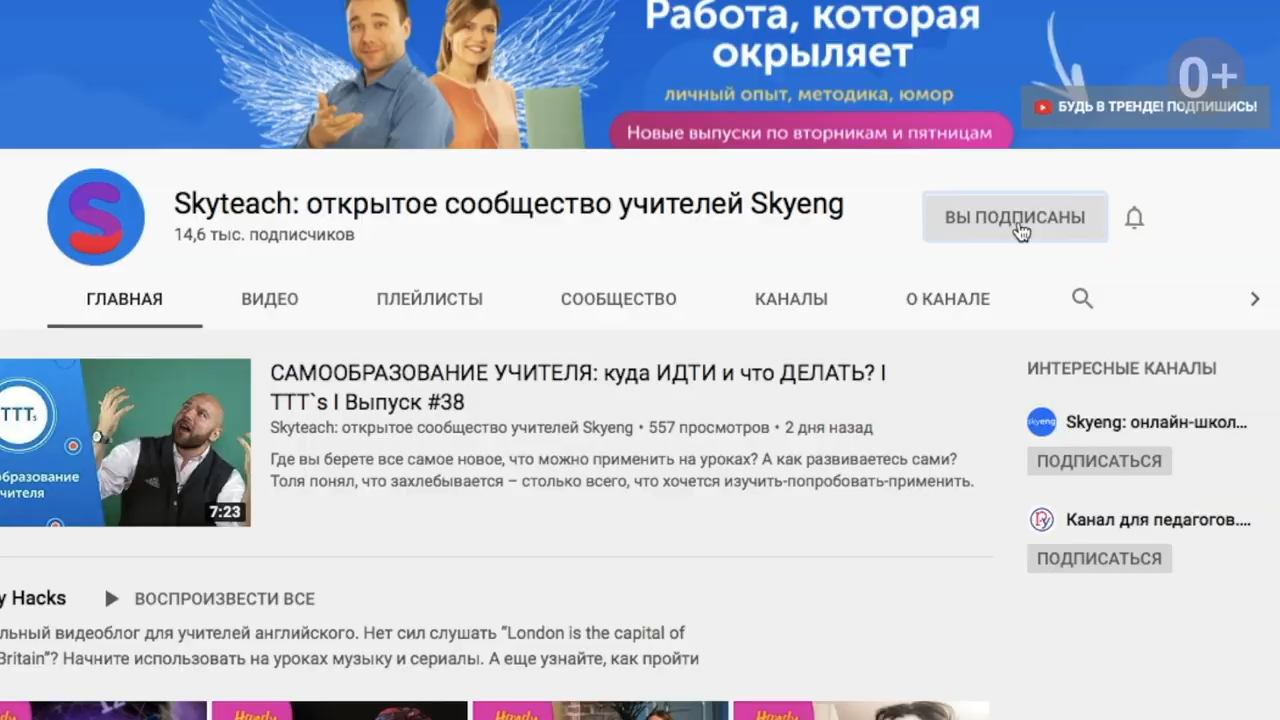 Работа, которая
окрыляет
личный опыт, методика, юмор
Новые выпуски по вторникам и пятницам
0+
БУДЬ В ТРЕНДЕ! ПОДПИШИСЬ!
Skyteach: открытое сообщество учителей Skyeng
14,6 тыс. подписчиков
ВЫ ПОДПИСАНЫ
ГЛАВНАЯ ВИДЕО ПЛЕЙЛИСТЫ СООБЩЕСТВО КАНАЛЫ О КАНАЛЕ
TTTs
бразование
чителя
7:23
САМООБРАЗОВАНИЕ УЧИТЕЛЯ: куда ИДТИ и что ДЕЛАТЬ? I
TTT`s I Выпуск #38
Skyteach: открытое сообщество учителей Skyeng • 557 просмотров • 2 дня назад
Где вы берете все самое новое, что можно применить на уроках? А как развиваетесь сами?
Толя понял, что захлебывается – столько всего, что хочется изучить-попробовать-применить.
ИНТЕРЕСНЫЕ КАНАЛЫ
skyeng
Skyeng: онлайн-школ...
ПОДПИСАТЬСЯ
Канал для педагогов....
ПОДПИСАТЬСЯ
y Hacks ВОСПРОИЗВЕСТИ ВСЕ
льный видеоблог для учителей английского. Нет сил слушать “London is the capital of
Britain”? Начните использовать на уроках музыку и сериалы. А еще узнайте, как пройти